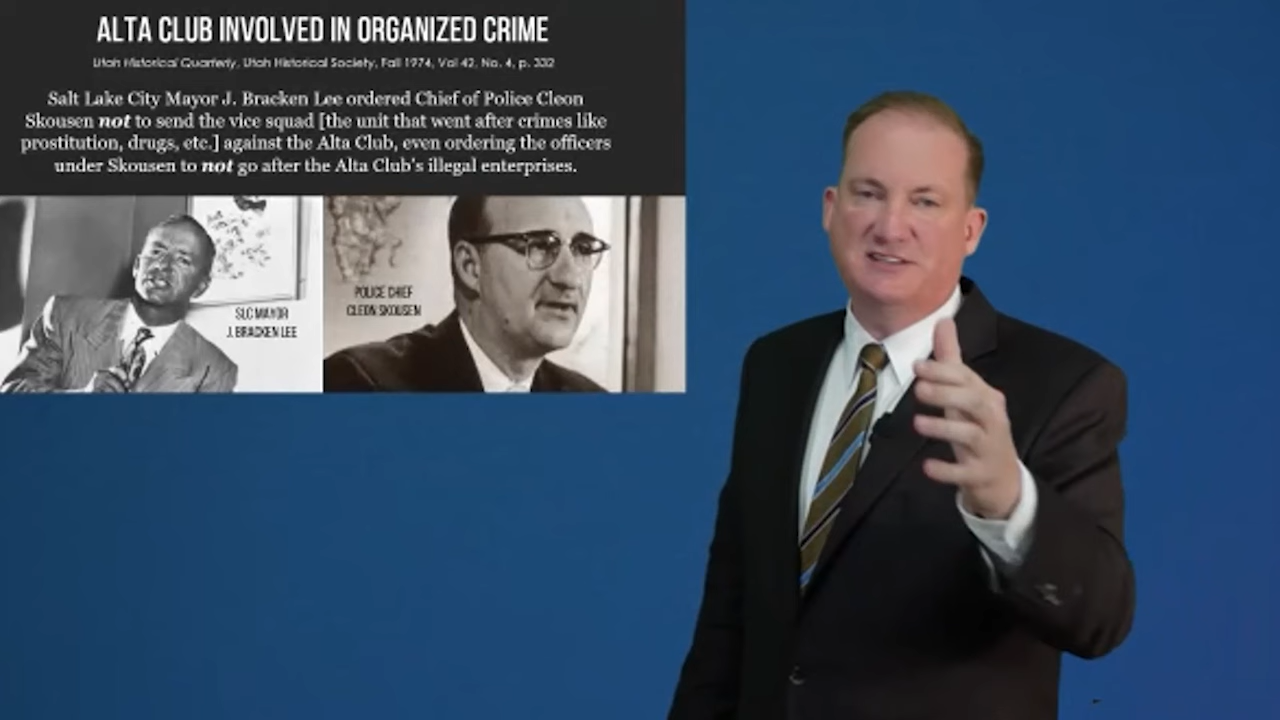 ALTA CLUB INVOLVED IN ORGANIZED CRIME
Utah Historical Quarterly, Utah Historical Society, Fall 1974, Vol 42, No. 4, p. 332
Salt Lake City Mayor J. Bracken Lee ordered Chief of Police Cleon
Skousen not to send the vice squad [the unit that went after crimes like
prostitution, drugs, etc.] against the Alta Club, even ordering the officers
under Skousen to not go after the Alta Club's illegal enterprises.
SLC MAYOR
J. BRACKEN LEE
POLICE CHIEF
CLEON SKOUSEN